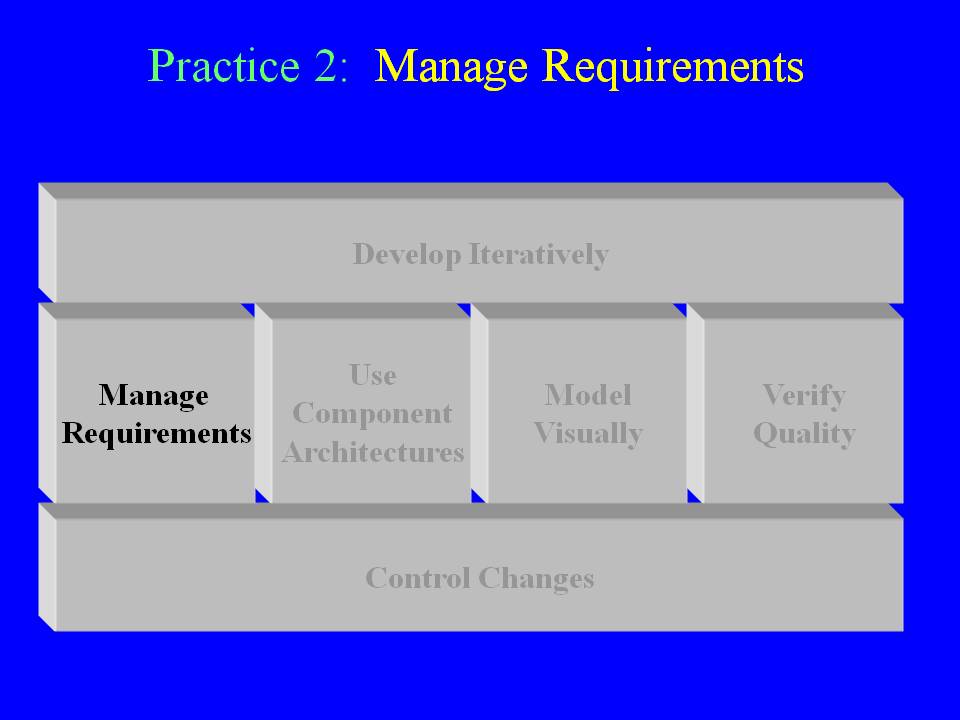 Practice 2: Manage Requirements
Develop Iteratively
Manage
Requirements
Use
Component
Architectures
Model
Visually
Verify
Quality
Control Changes